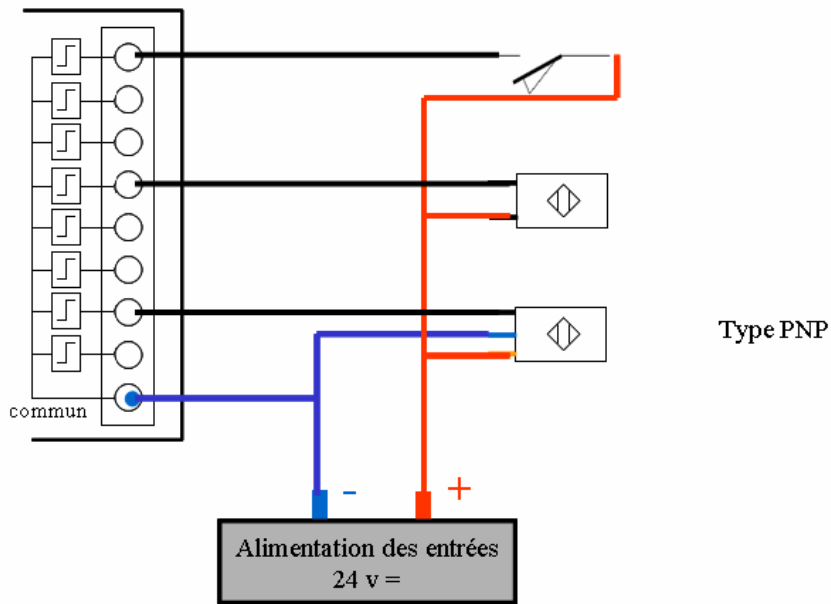 Type PNP
commun
- +
Alimentation des entrées
24 v =